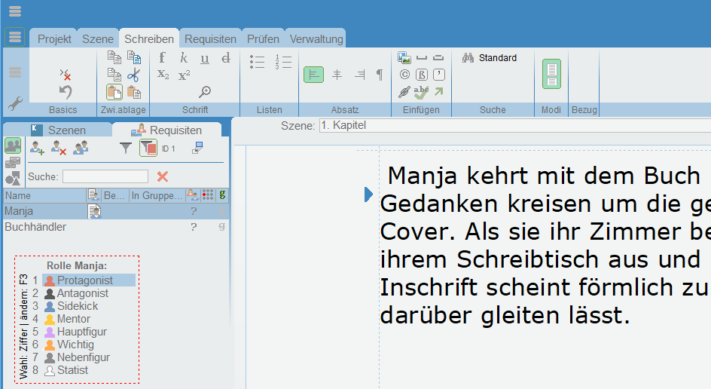 Projekt Szene Schreiben Requisiten Prüfen Verwaltung
f k u d
x₂ x²
Standard
Basics Zwi.ablage Schrift Listen Absatz Einfügen Suche Modi Bezug
Szenen Requisiten
Szene: 1. Kapitel
ID 1
Suche:
Name Be... In Gruppe... g
Manja ? g
Buchhändler ? g
Rolle Manja:
Wahl: Ziffer | ändern: F3
1 Protagonist
2 Antagonist
3 Sidekick
4 Mentor
5 Hauptfigur
6 Wichtig
7 Nebenfigur
8 Statist
Manja kehrt mit dem Buch
Gedanken kreisen um die ge
Cover. Als sie ihr Zimmer be
ihrem Schreibtisch aus und
Inschrift scheint förmlich zu
darüber gleiten lässt.